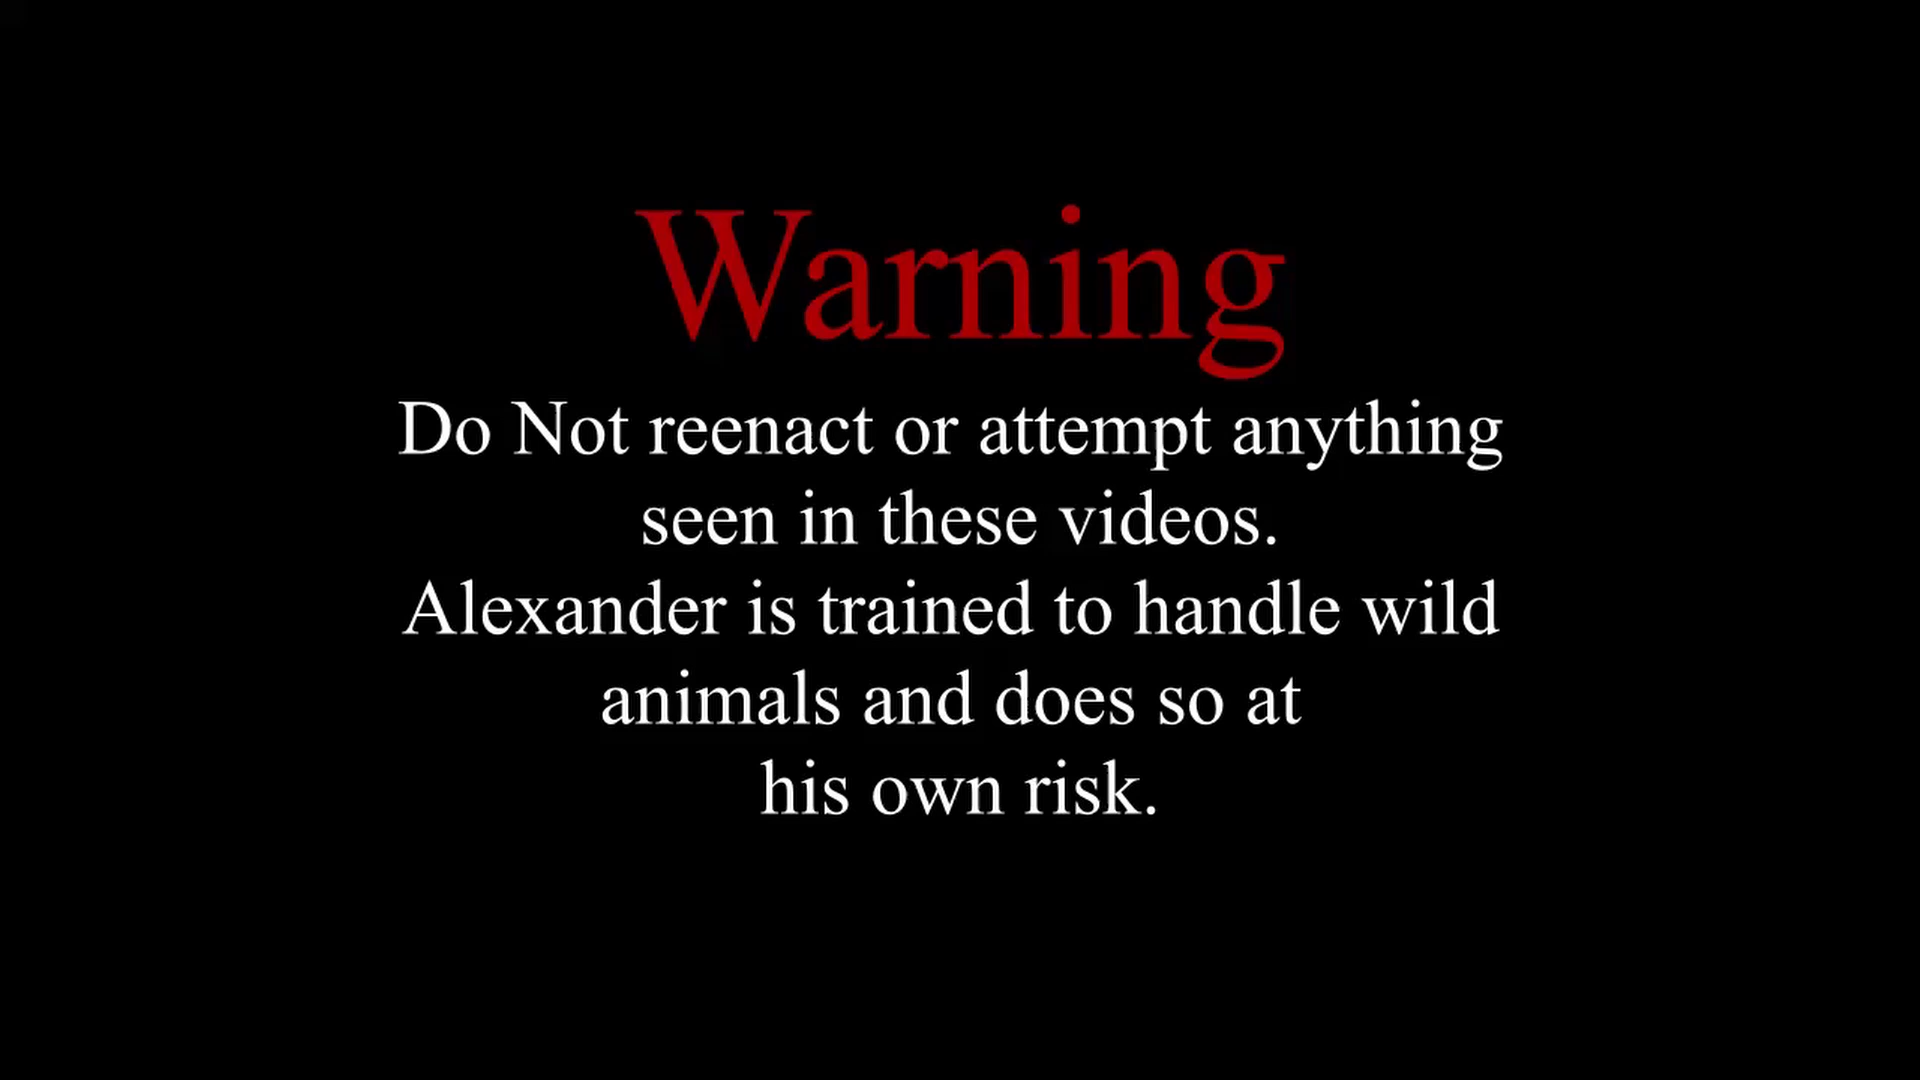 Warning
Do Not reenact or attempt anything
seen in these videos.
Alexander is trained to handle wild
animals and does so at
his own risk.